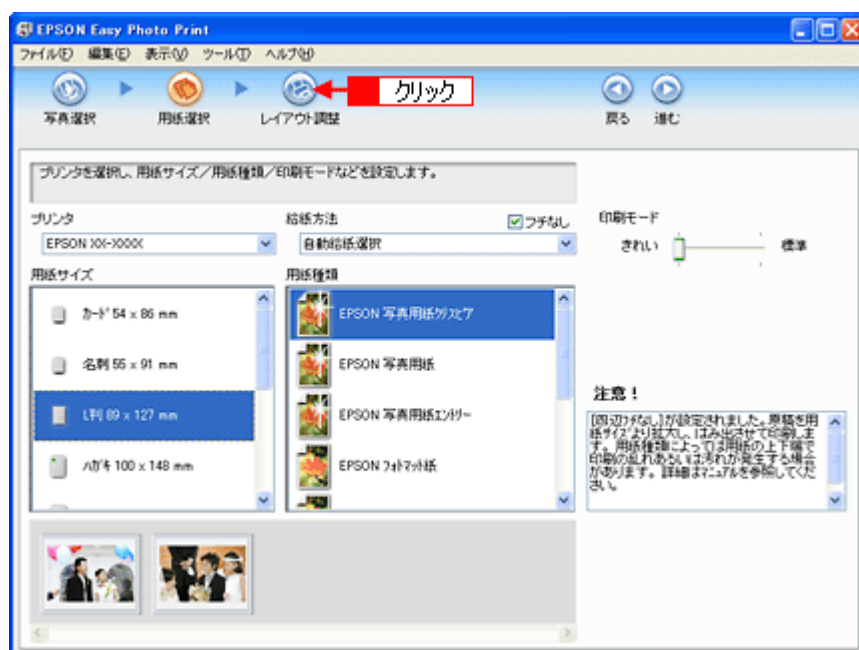 EPSON Easy Photo Print
ファイル(F) 編集(E) 表示(V) ツール(T) ヘルプ(H)
クリック
写真選択 用紙選択 レイアウト調整 戻る 進む
プリンタを選択し、用紙サイズ/用紙種類/印刷モードなどを設定します。
プリンタ 給紙方法 フチなし 印刷モード
EPSON XX-XXXX 自動給紙選択 きれい 標準
用紙サイズ 用紙種類
カード 54 x 86 mm EPSON 写真用紙クリスピア
名刺 55 x 91 mm EPSON 写真用紙
L判 89 x 127 mm EPSON 写真用紙エントリー
ハガキ 100 x 148 mm EPSON フォトマット紙
注意!
[四辺フチなし]が設定されました。原稿を用
紙サイズより拡大し、はみ出させて印刷しま
す。用紙種類によっては用紙の上下端で
印刷の乱れあるいは汚れが発生する場合
があります。詳細はマニュアルを参照してくだ
さい。